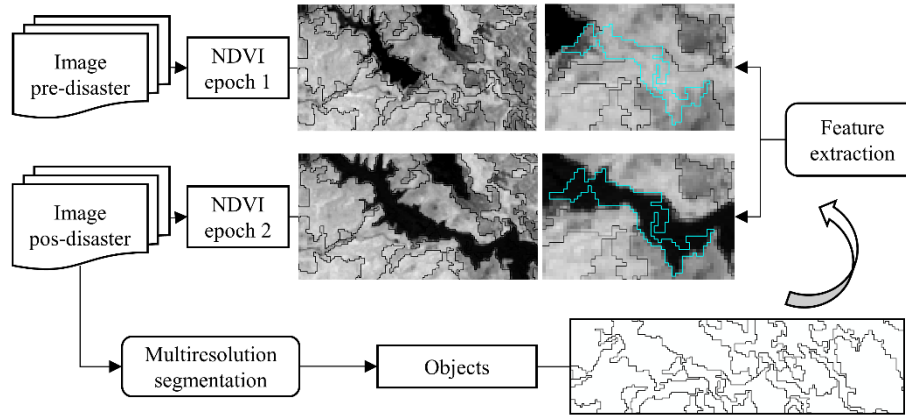 Image
pre-disaster
NDVI
epoch 1
Feature
extraction
Image
pos-disaster
NDVI
epoch 2
Multiresolution
segmentation
Objects